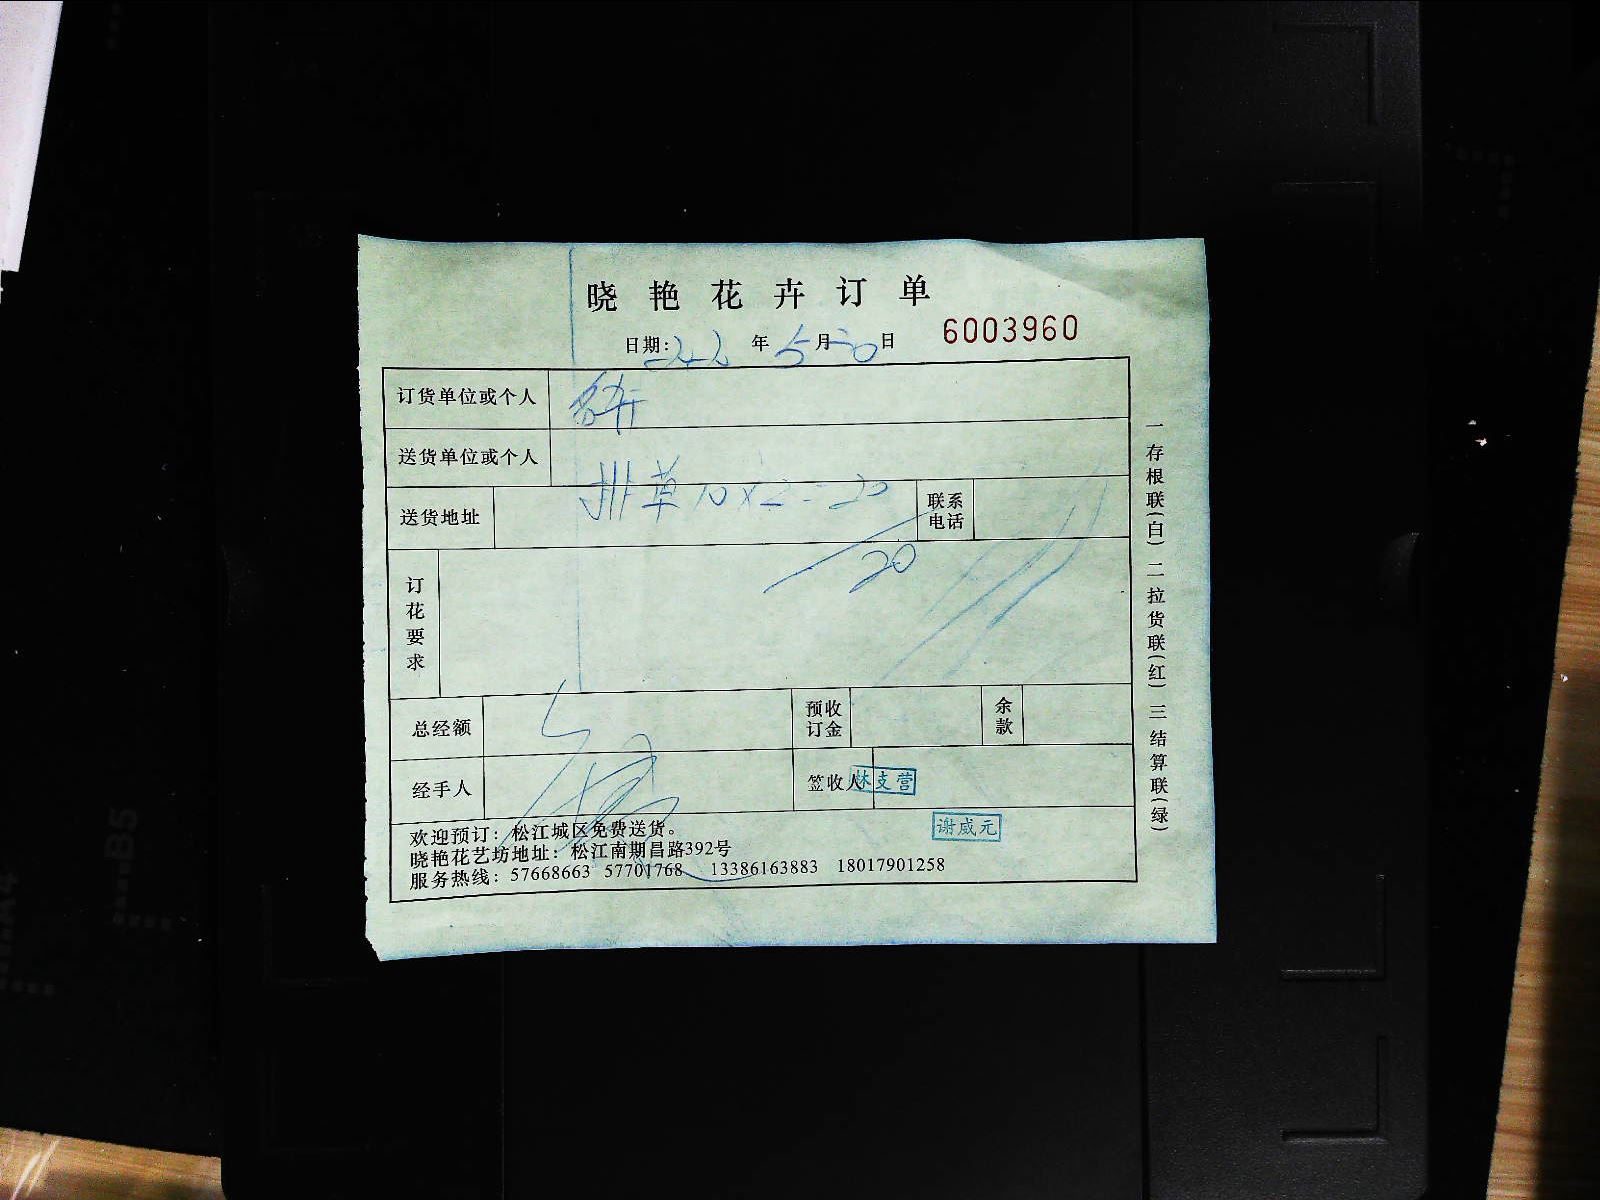 晓艳花卉订单
日期: 年 5 月 30 日 6003960
订货单位或个人
送货单位或个人
排草 10×2=20
送货地址 联系电话
20
订花要求
总经额 预收订金 余款
经手人 签收人 林支营
谢威元
欢迎预订：松江城区免费送货。
晓艳花艺坊地址：松江南期昌路392号
服务热线：57668663 57701768 13386163883 18017901258
一存根联(白) 二拉货联(红) 三结算联(绿)
B5
A4